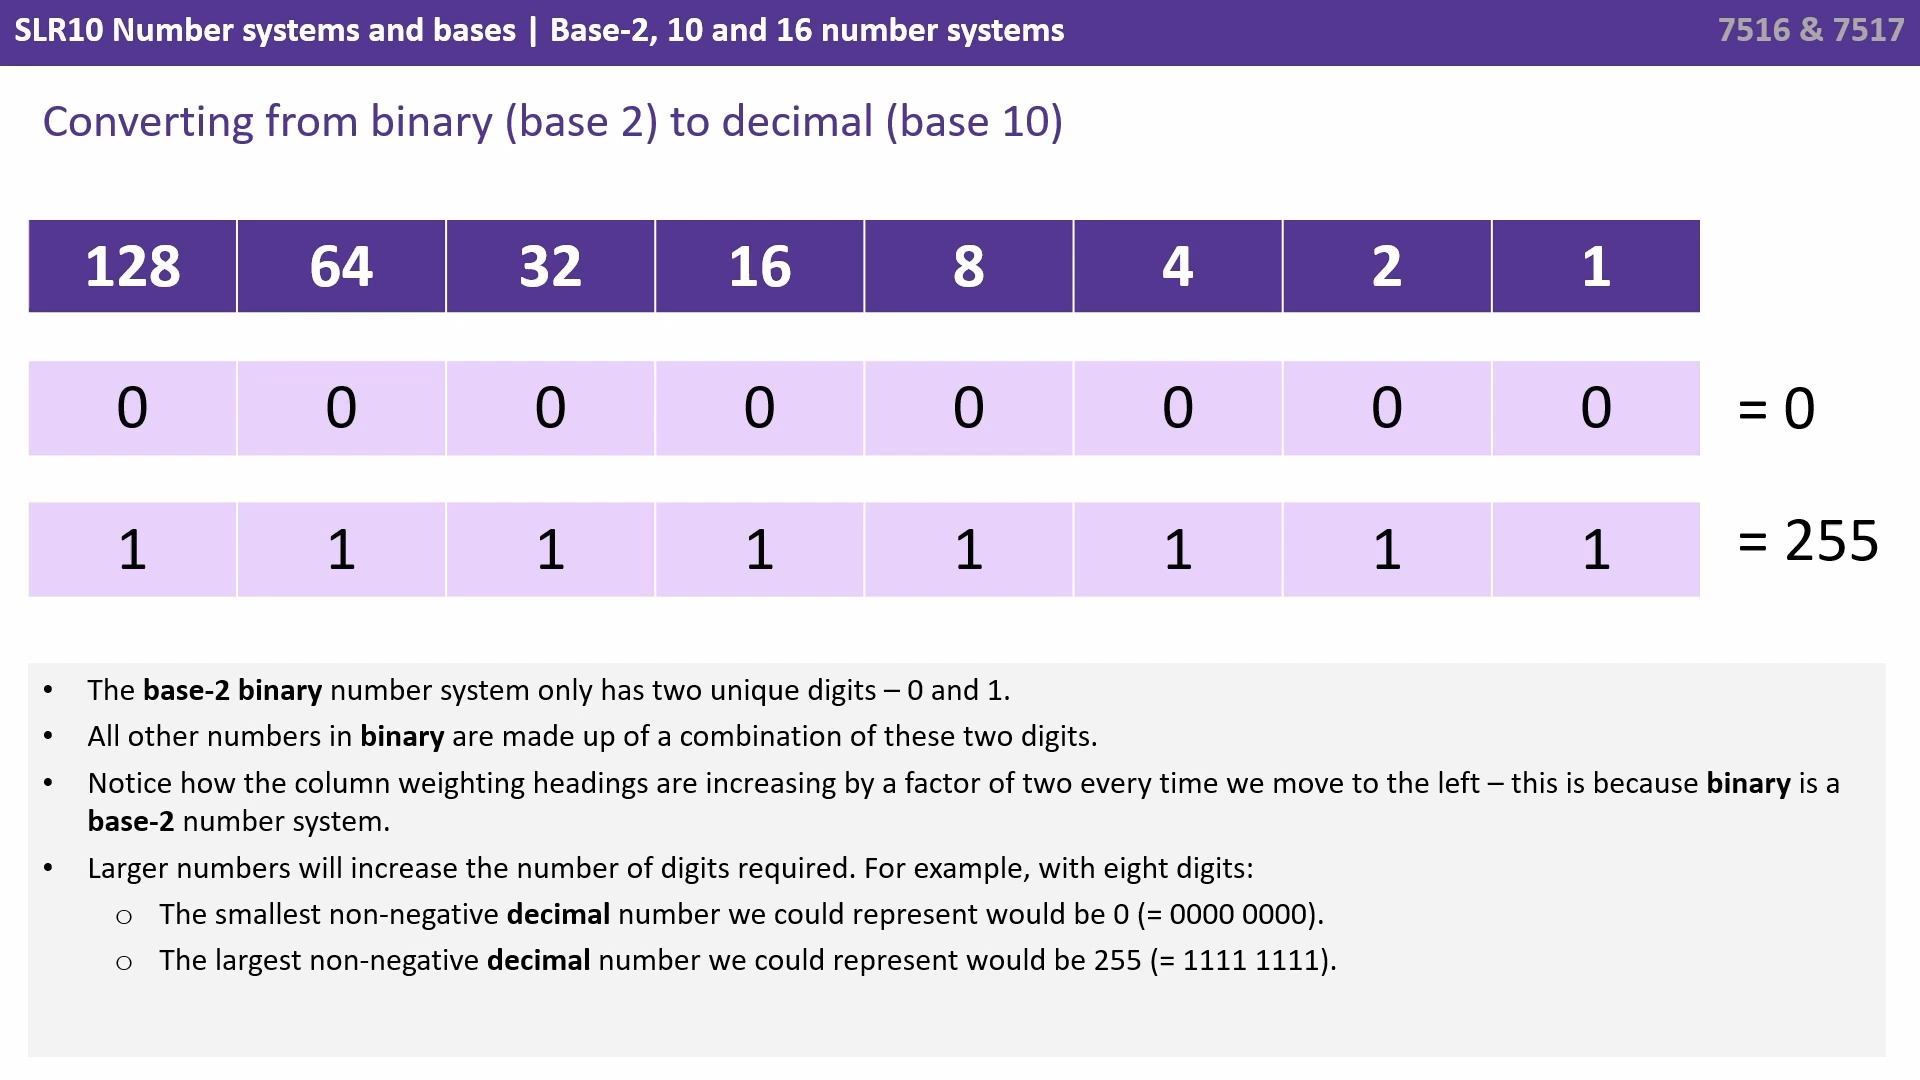 SLR10 Number systems and bases | Base-2, 10 and 16 number systems
7516 & 7517
Converting from binary (base 2) to decimal (base 10)
128 64 32 16 8 4 2 1
0 0 0 0 0 0 0 0 = 0
1 1 1 1 1 1 1 1 = 255
• The base-2 binary number system only has two unique digits – 0 and 1.
• All other numbers in binary are made up of a combination of these two digits.
• Notice how the column weighting headings are increasing by a factor of two every time we move to the left – this is because binary is a
base-2 number system.
• Larger numbers will increase the number of digits required. For example, with eight digits:
o The smallest non-negative decimal number we could represent would be 0 (= 0000 0000).
o The largest non-negative decimal number we could represent would be 255 (= 1111 1111).